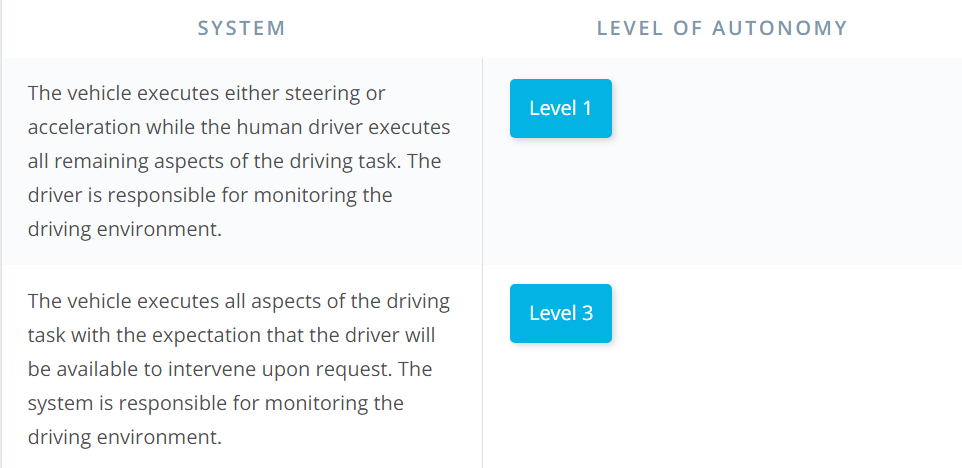 SYSTEM
LEVEL OF AUTONOMY
The vehicle executes either steering or
acceleration while the human driver executes
all remaining aspects of the driving task. The
driver is responsible for monitoring the
driving environment.
Level 1
The vehicle executes all aspects of the driving
task with the expectation that the driver will
be available to intervene upon request. The
system is responsible for monitoring the
driving environment.
Level 3